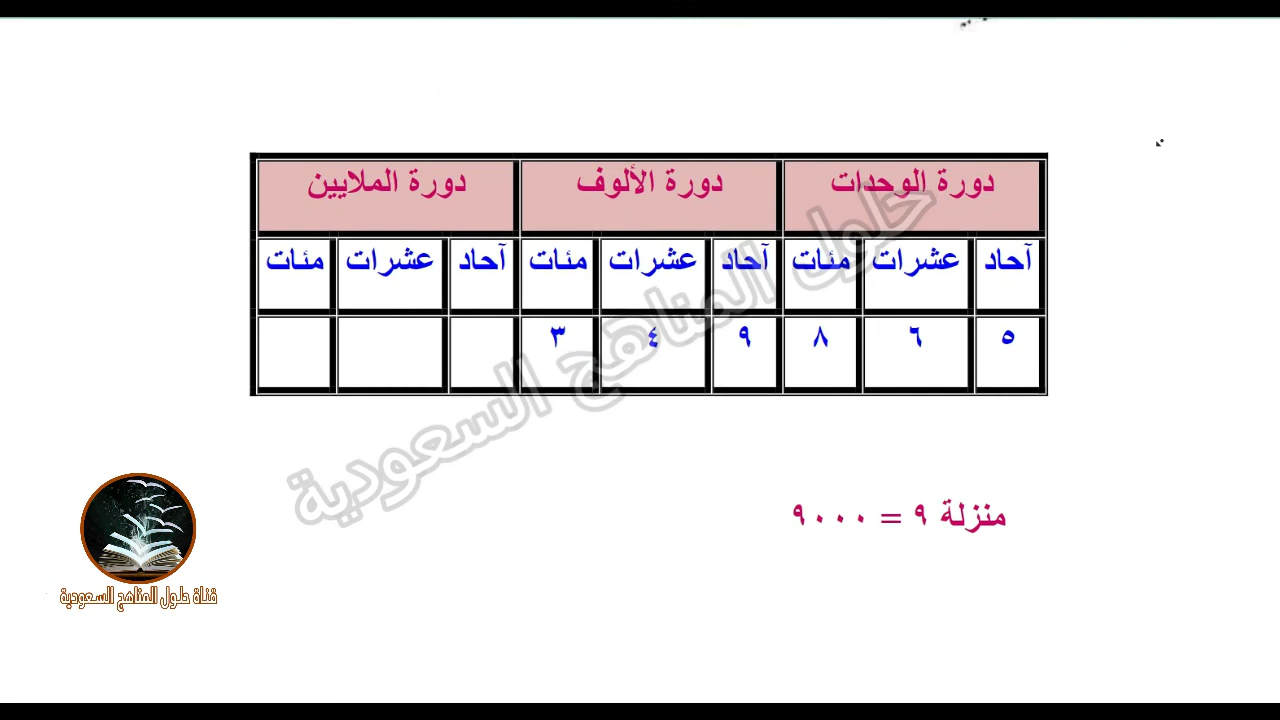 دورة الوحدات دورة الألوف دورة الملايين
آحاد عشرات مئات آحاد عشرات مئات آحاد عشرات مئات
٥ ٦ ٨ ٩ ٤ ٣
حلول المناهج السعودية
منزلة ٩ = ٩٠٠٠
قناة حلول المناهج السعودية